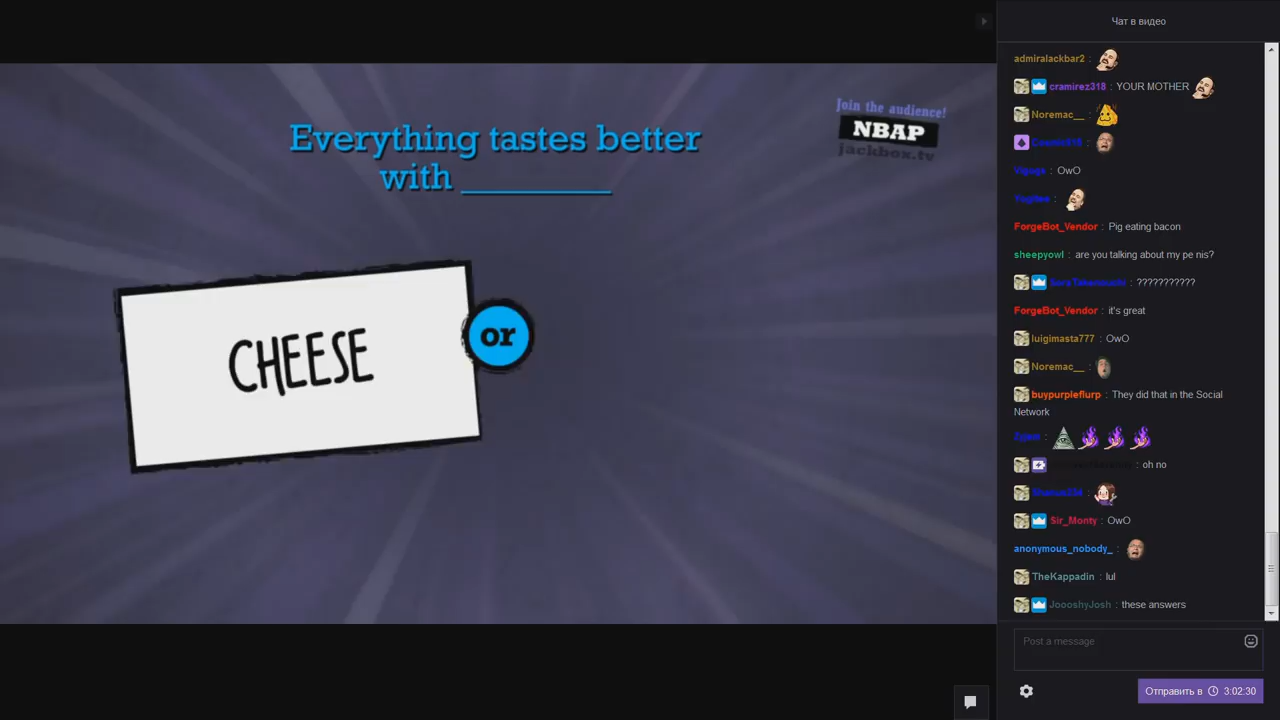 Чат в видео
Everything tastes better
with __________
Join the audience!
NBAP
jackbox.tv
CHEESE
or
admiralackbar2 :
cramirez318 : YOUR MOTHER
Noremac__ :
: OwO
ForgeBot_Vendor : Pig eating bacon
sheepyowl : are you talking about my pe nis?
: ???????????
ForgeBot_Vendor : it's great
luigimasta777 : OwO
Noremac__ :
buypurpleflurp : They did that in the Social
Network
: oh no
Sir_Monty : OwO
anonymous_nobody_ :
TheKappadin : lul
JoooshyJosh : these answers
Post a message
Отправить в 3:02:30